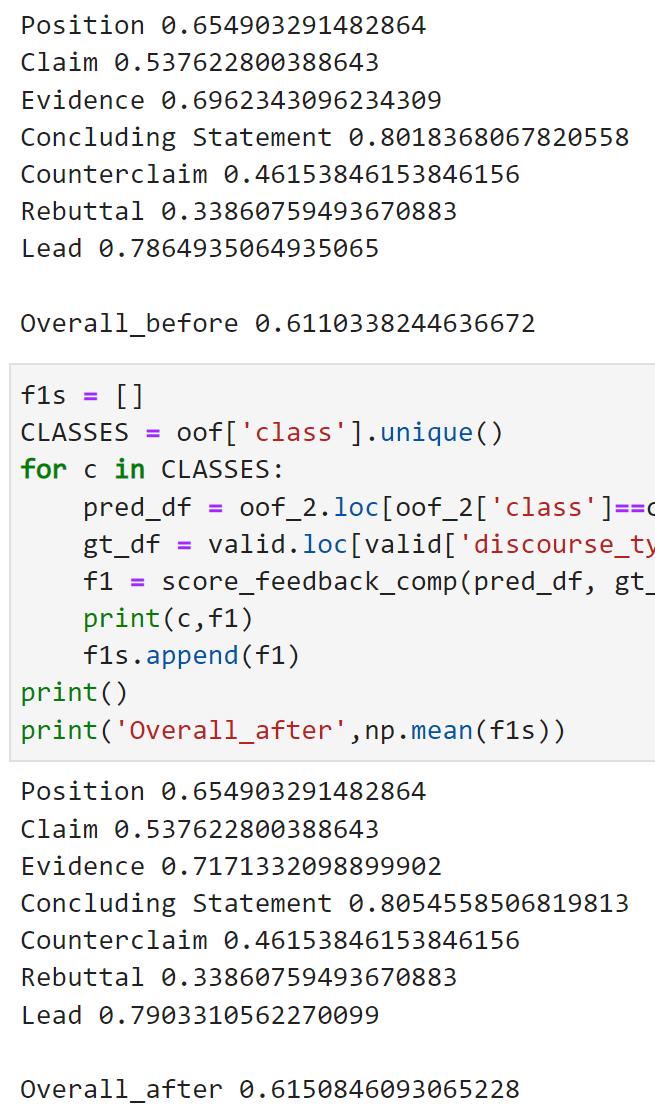 Position 0.654903291482864
Claim 0.537622800388643
Evidence 0.6962343096234309
Concluding Statement 0.8018368067820558
Counterclaim 0.46153846153846156
Rebuttal 0.33860759493670883
Lead 0.7864935064935065
Overall_before 0.6110338244636672
f1s = []
CLASSES = oof['class'].unique()
for c in CLASSES:
    pred_df = oof_2.loc[oof_2['class']==c
    gt_df = valid.loc[valid['discourse_ty
    f1 = score_feedback_comp(pred_df, gt_
    print(c,f1)
    f1s.append(f1)
print()
print('Overall_after',np.mean(f1s))
Position 0.654903291482864
Claim 0.537622800388643
Evidence 0.7171332098899902
Concluding Statement 0.8054558506819813
Counterclaim 0.46153846153846156
Rebuttal 0.33860759493670883
Lead 0.7903310562270099
Overall_after 0.6150846093065228